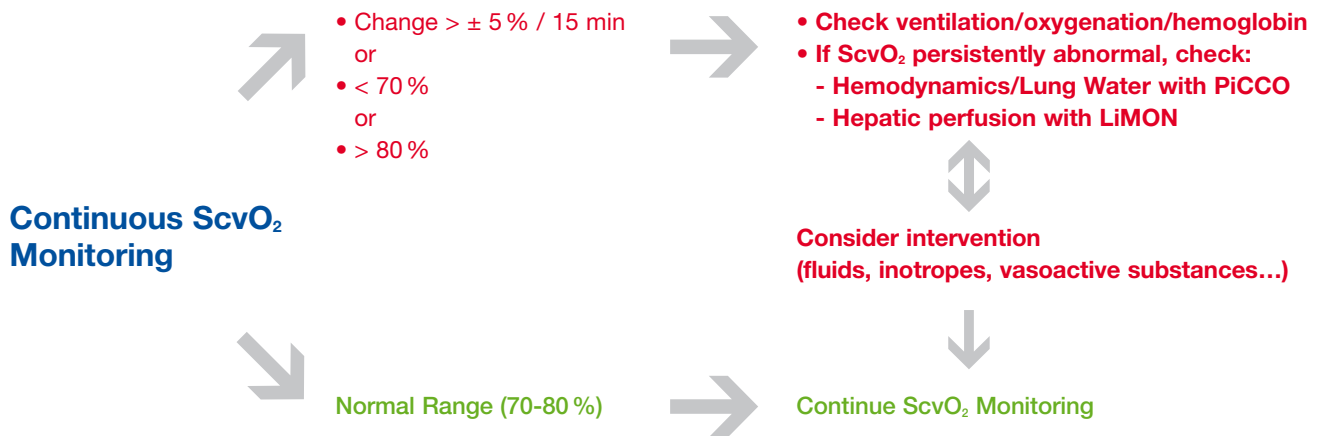 Continuous ScvO₂
Monitoring
• Change > ± 5 % / 15 min
or
• < 70 %
or
• > 80 %
• Check ventilation/oxygenation/hemoglobin
• If ScvO₂ persistently abnormal, check:
- Hemodynamics/Lung Water with PiCCO
- Hepatic perfusion with LiMON
Consider intervention
(fluids, inotropes, vasoactive substances…)
Normal Range (70-80 %)
Continue ScvO₂ Monitoring